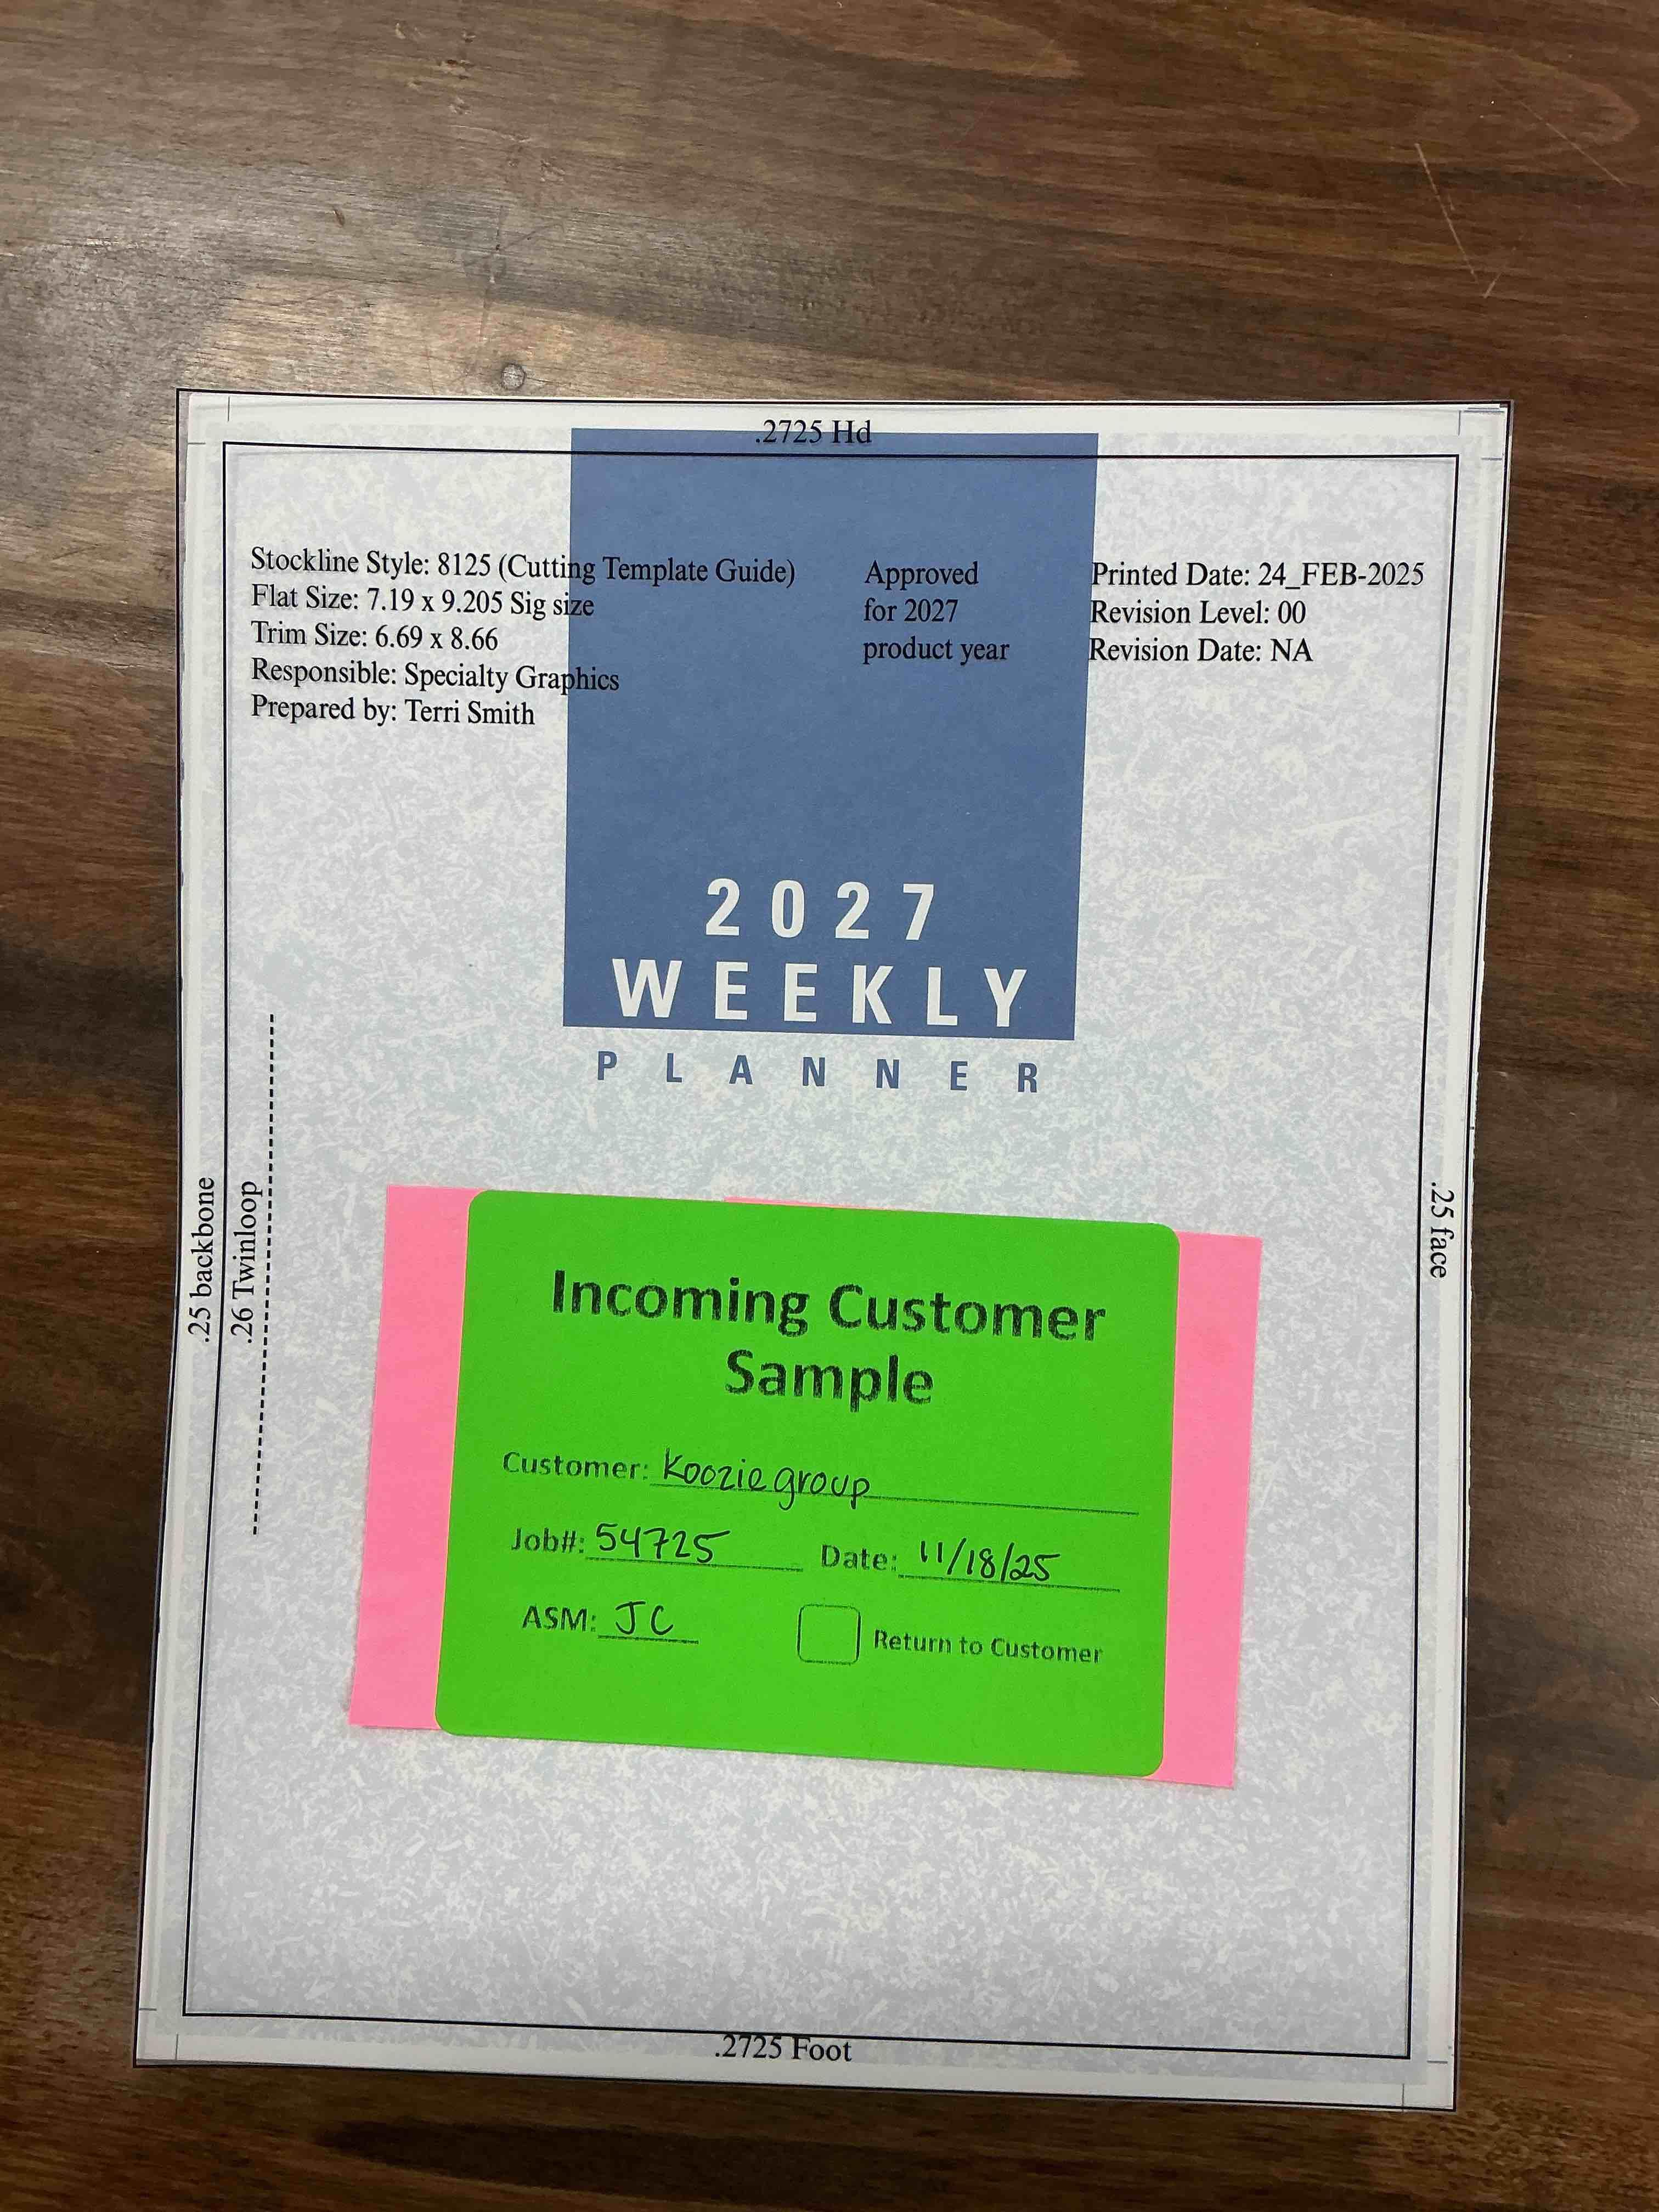 .2725 Hd
Stockline Style: 8125 (Cutting Template Guide)
Flat Size: 7.19 x 9.205 Sig size
Trim Size: 6.69 x 8.66
Responsible: Specialty Graphics
Prepared by: Terri Smith
Approved
for 2027
product year
Printed Date: 24_FEB-2025
Revision Level: 00
Revision Date: NA
2027
WEEKLY
PLANNER
.25 backbone
.26 Twinloop
.25 face
Incoming Customer
Sample
Customer: Koozie group
Job#: 54725 Date: 11/18/25
ASM: JC Return to Customer
.2725 Foot